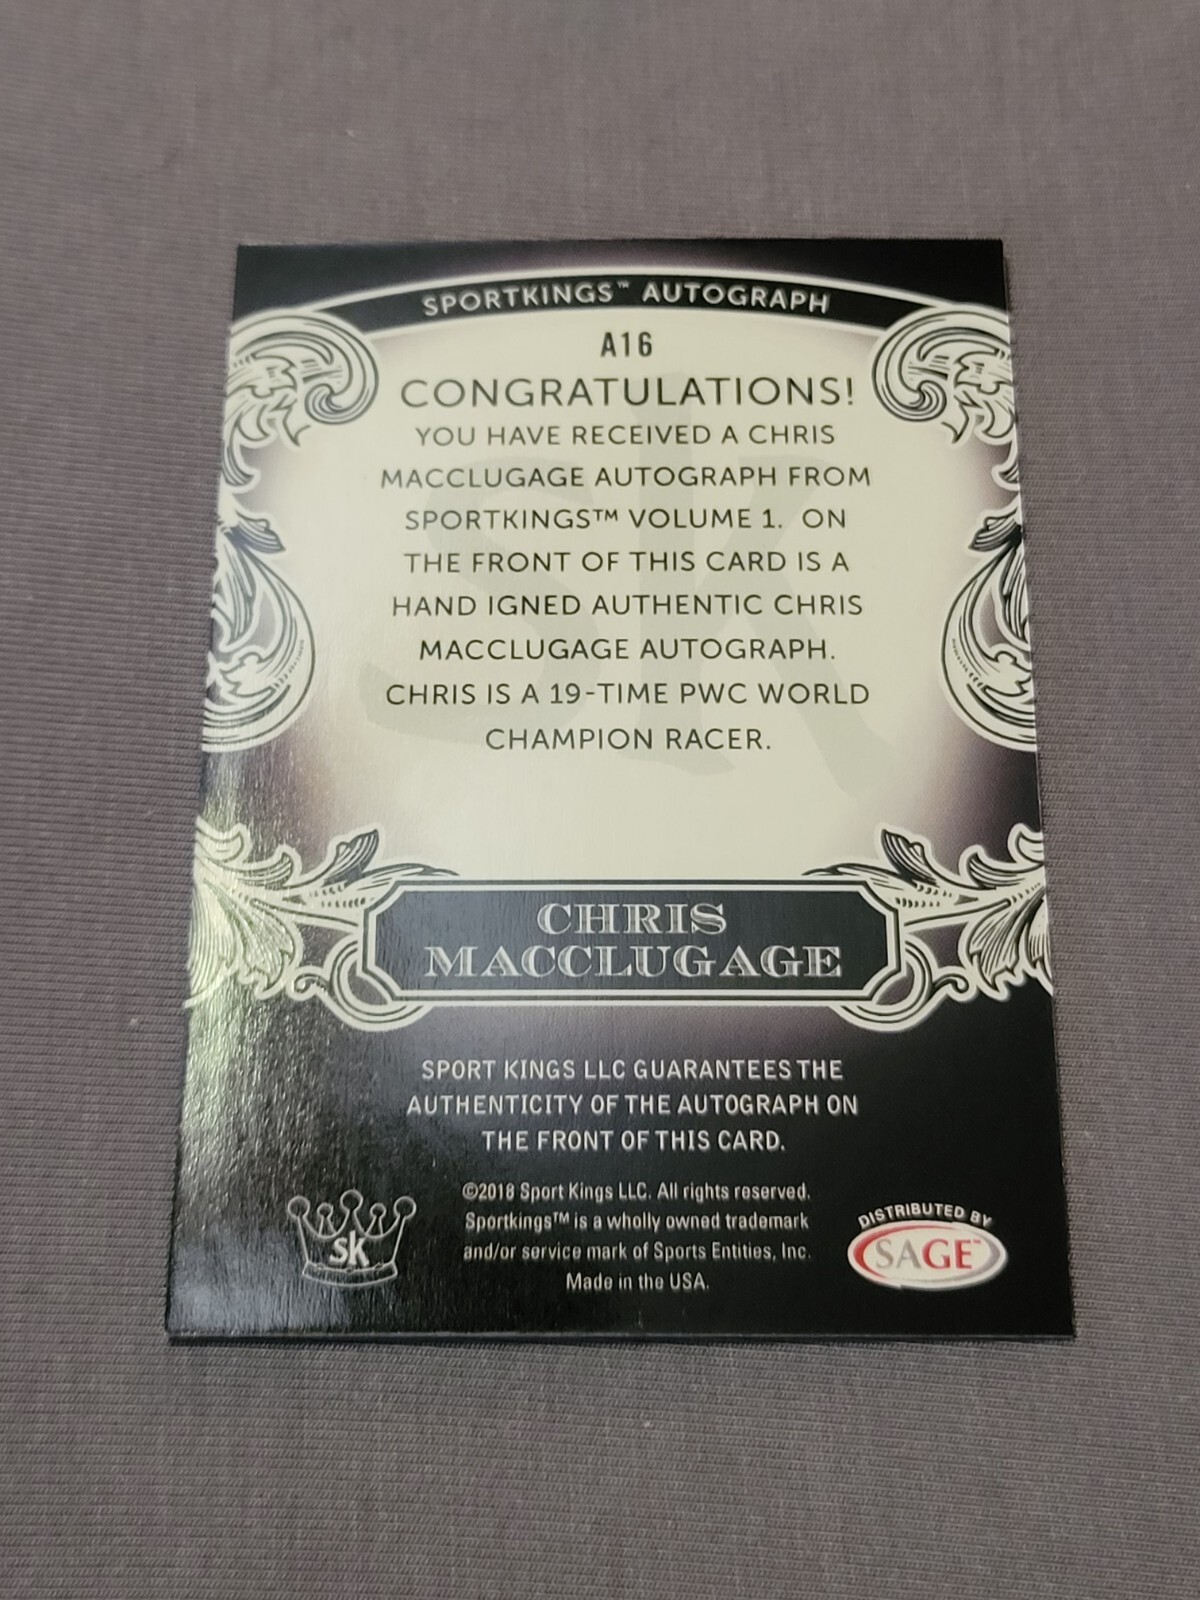 SPORTKINGS™ AUTOGRAPH
A16
CONGRATULATIONS!
YOU HAVE RECEIVED A CHRIS
MACCLUGAGE AUTOGRAPH FROM
SPORTKINGS™ VOLUME 1. ON
THE FRONT OF THIS CARD IS A
HAND IGNED AUTHENTIC CHRIS
MACCLUGAGE AUTOGRAPH.
CHRIS IS A 19-TIME PWC WORLD
CHAMPION RACER.
CHRIS
MACCLUGAGE
SPORT KINGS LLC GUARANTEES THE
AUTHENTICITY OF THE AUTOGRAPH ON
THE FRONT OF THIS CARD.
©2018 Sport Kings LLC. All rights reserved.
Sportkings™ is a wholly owned trademark
and/or service mark of Sports Entities, Inc.
Made in the USA.
sk
DISTRIBUTED BY
SAGE™